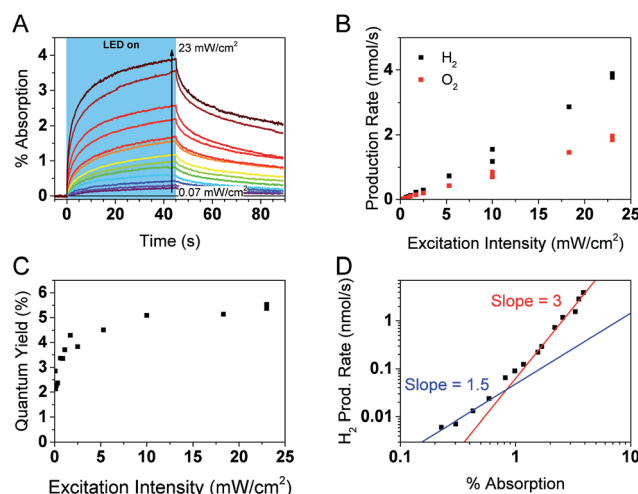 A
LED on
23 mW/cm²
0.07 mW/cm²
% Absorption
4
3
2
1
0
0 20 40 60 80
Time (s)
B
H₂
O₂
Production Rate (nmol/s)
6
4
2
0
0 5 10 15 20 25
Excitation Intensity (mW/cm²)
C
Quantum Yield (%)
6
5
4
3
2
1
0
0 5 10 15 20 25
Excitation Intensity (mW/cm²)
D
Slope = 3
Slope = 1.5
H₂ Prod. Rate (nmol/s)
1
0.1
0.01
0.1 1 10
% Absorption